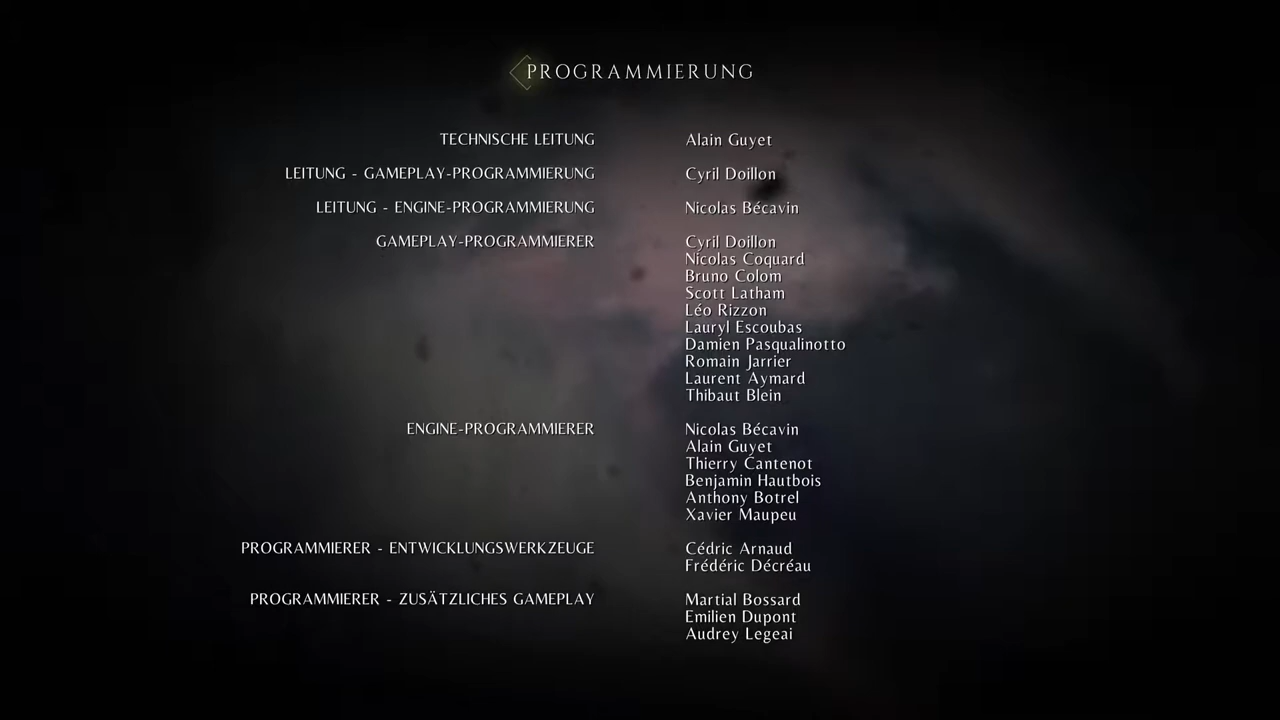 PROGRAMMIERUNG
TECHNISCHE LEITUNG Alain Guyet
LEITUNG - GAMEPLAY-PROGRAMMIERUNG Cyril Doillon
LEITUNG - ENGINE-PROGRAMMIERUNG Nicolas Bécavin
GAMEPLAY-PROGRAMMIERER Cyril Doillon
Nicolas Coquard
Bruno Colom
Scott Latham
Léo Rizzon
Lauryl Escoubas
Damien Pasqualinotto
Romain Jarrier
Laurent Aymard
Thibaut Blein
ENGINE-PROGRAMMIERER Nicolas Bécavin
Alain Guyet
Thierry Cantenot
Benjamin Hautbois
Anthony Botrel
Xavier Maupeu
PROGRAMMIERER - ENTWICKLUNGSWERKZEUGE Cédric Arnaud
Frédéric Décréau
PROGRAMMIERER - ZUSÄTZLICHES GAMEPLAY Martial Bossard
Emilien Dupont
Audrey Legeai